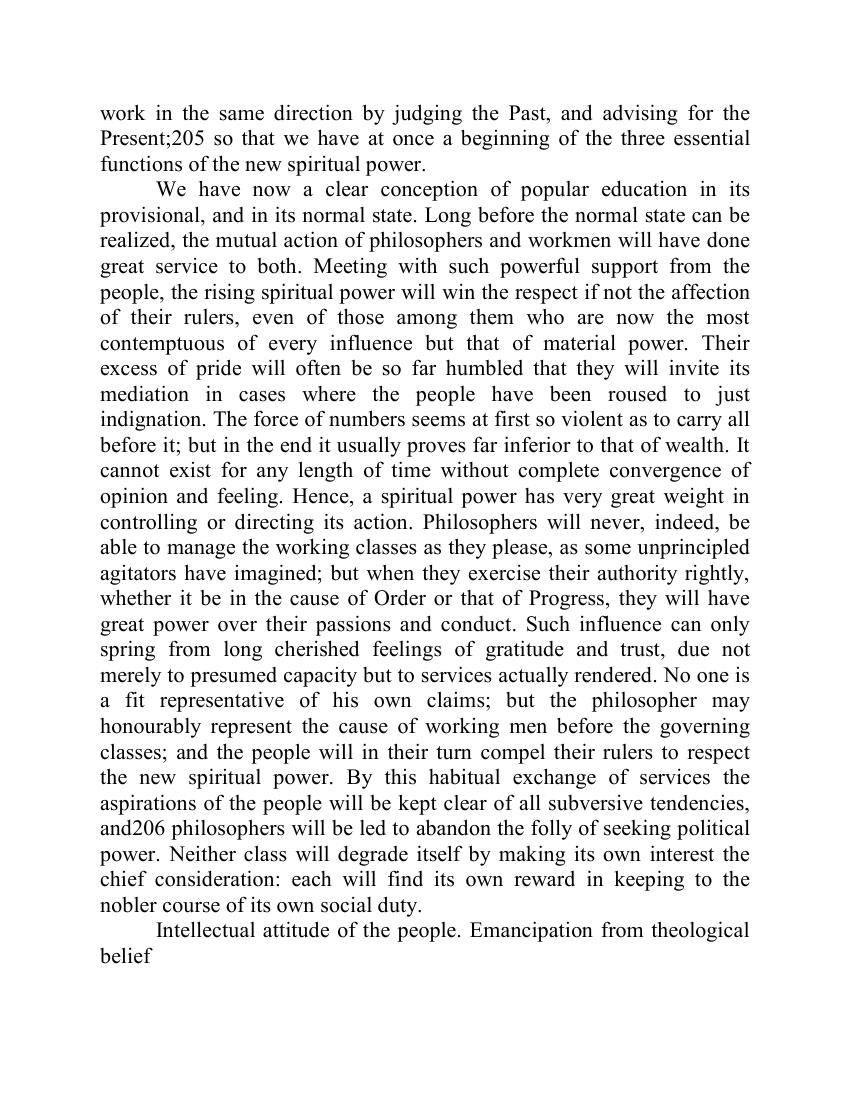 work in the same direction by judging the Past, and advising for the
Present;205 so that we have at once a beginning of the three essential
functions of the new spiritual power.
We have now a clear conception of popular education in its
provisional, and in its normal state. Long before the normal state can be
realized, the mutual action of philosophers and workmen will have done
great service to both. Meeting with such powerful support from the
people, the rising spiritual power will win the respect if not the affection
of their rulers, even of those among them who are now the most
contemptuous of every influence but that of material power. Their
excess of pride will often be so far humbled that they will invite its
mediation in cases where the people have been roused to just
indignation. The force of numbers seems at first so violent as to carry all
before it; but in the end it usually proves far inferior to that of wealth. It
cannot exist for any length of time without complete convergence of
opinion and feeling. Hence, a spiritual power has very great weight in
controlling or directing its action. Philosophers will never, indeed, be
able to manage the working classes as they please, as some unprincipled
agitators have imagined; but when they exercise their authority rightly,
whether it be in the cause of Order or that of Progress, they will have
great power over their passions and conduct. Such influence can only
spring from long cherished feelings of gratitude and trust, due not
merely to presumed capacity but to services actually rendered. No one is
a fit representative of his own claims; but the philosopher may
honourably represent the cause of working men before the governing
classes; and the people will in their turn compel their rulers to respect
the new spiritual power. By this habitual exchange of services the
aspirations of the people will be kept clear of all subversive tendencies,
and206 philosophers will be led to abandon the folly of seeking political
power. Neither class will degrade itself by making its own interest the
chief consideration: each will find its own reward in keeping to the
nobler course of its own social duty.
Intellectual attitude of the people. Emancipation from theological
belief